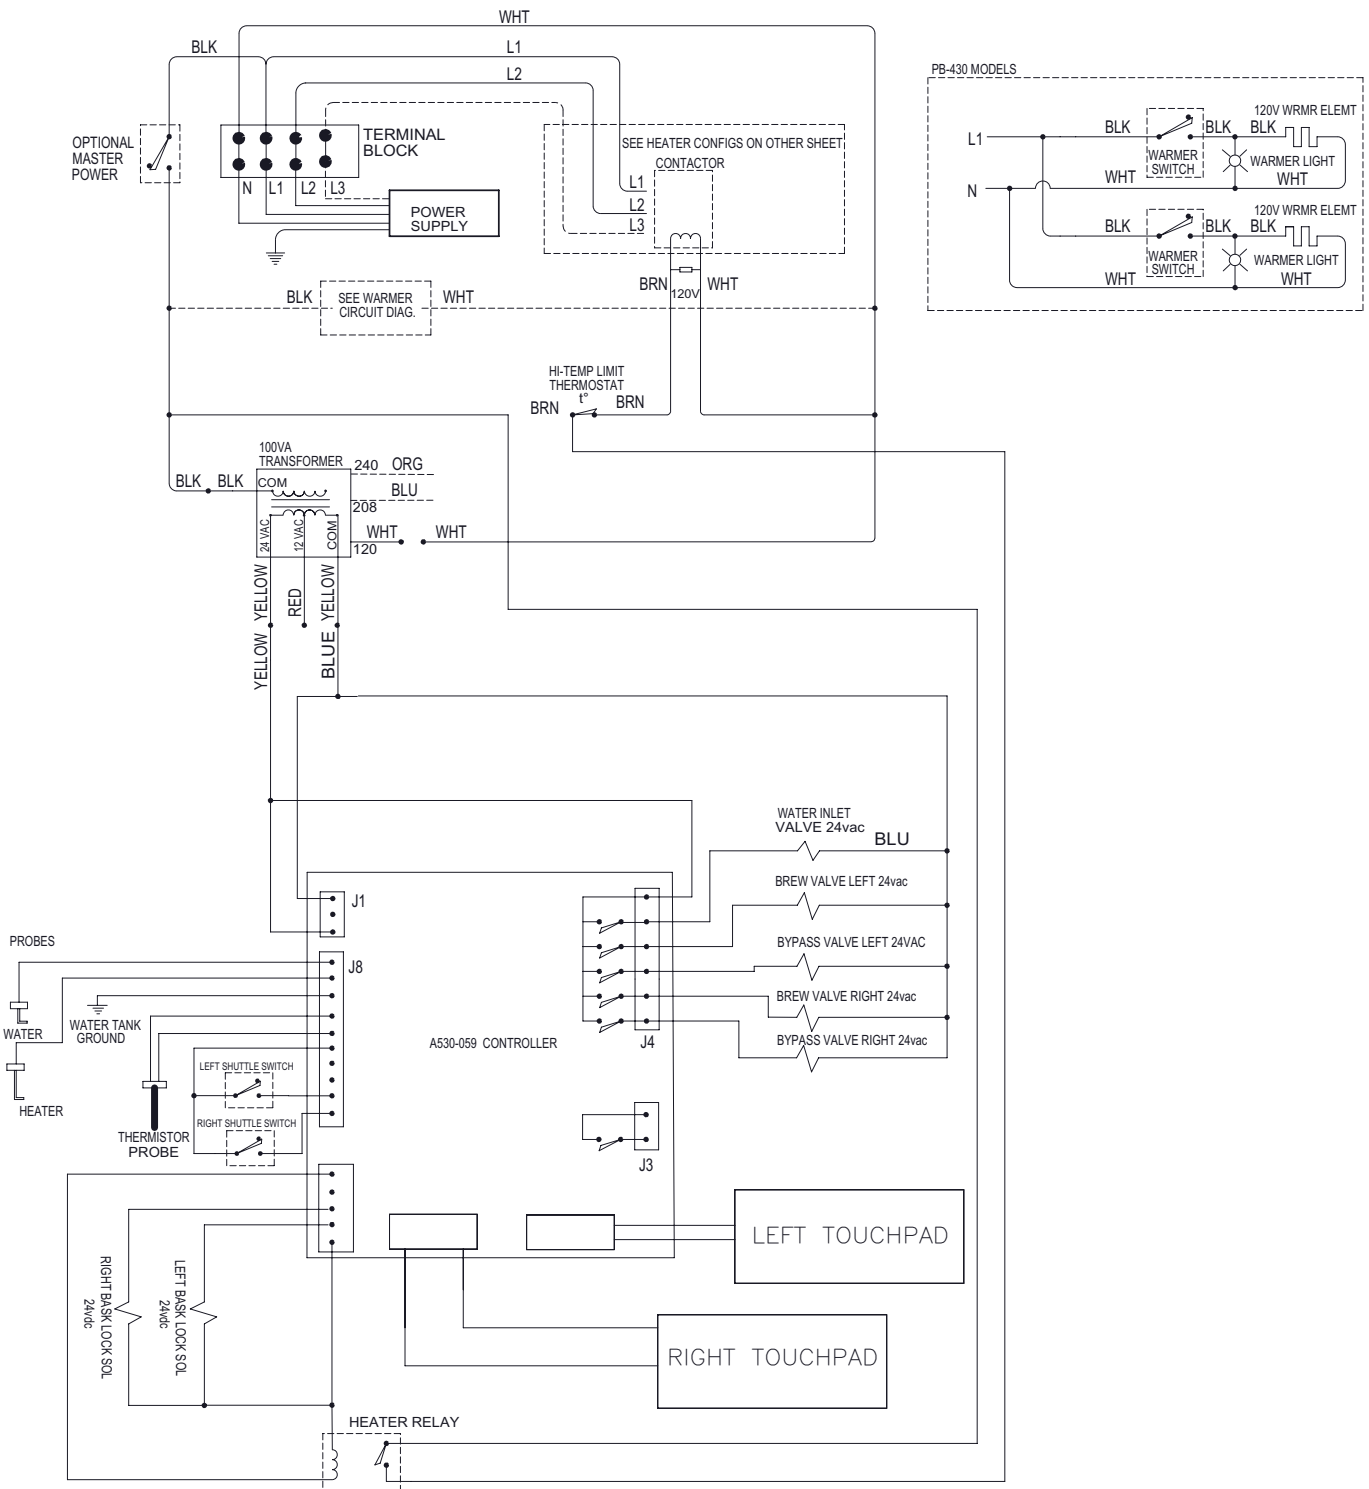 WHT
BLK
L1
L2
PB-430 MODELS
OPTIONAL
MASTER
POWER
TERMINAL
BLOCK
N
L1
L2
L3
POWER
SUPPLY
SEE HEATER CONFIGS ON OTHER SHEET
CONTACTOR
L1
L2
L3
BRN
WHT
120V
L1
BLK
BLK
BLK
120V WRMR ELEMT
WARMER
SWITCH
WARMER LIGHT
N
WHT
WHT
BLK
BLK
BLK
120V WRMR ELEMT
WARMER
SWITCH
WARMER LIGHT
WHT
WHT
BLK
SEE WARMER
CIRCUIT DIAG.
WHT
HI-TEMP LIMIT
THERMOSTAT
t°
BRN
BRN
100VA
TRANSFORMER
240
ORG
BLK
BLK
COM
BLU
208
24 VAC
12 VAC
COM
120
WHT
WHT
YELLOW
RED
YELLOW
YELLOW
BLUE
WATER INLET
VALVE 24vac
BLU
BREW VALVE LEFT 24vac
BYPASS VALVE LEFT 24VAC
BREW VALVE RIGHT 24vac
BYPASS VALVE RIGHT 24vac
J1
PROBES
J8
WATER
WATER TANK
GROUND
A530-059 CONTROLLER
J4
LEFT SHUTTLE SWITCH
HEATER
RIGHT SHUTTLE SWITCH
THERMISTOR
PROBE
J3
LEFT TOUCHPAD
RIGHT BASK LOCK SOL
24vdc
LEFT BASK LOCK SOL
24vdc
RIGHT TOUCHPAD
HEATER RELAY